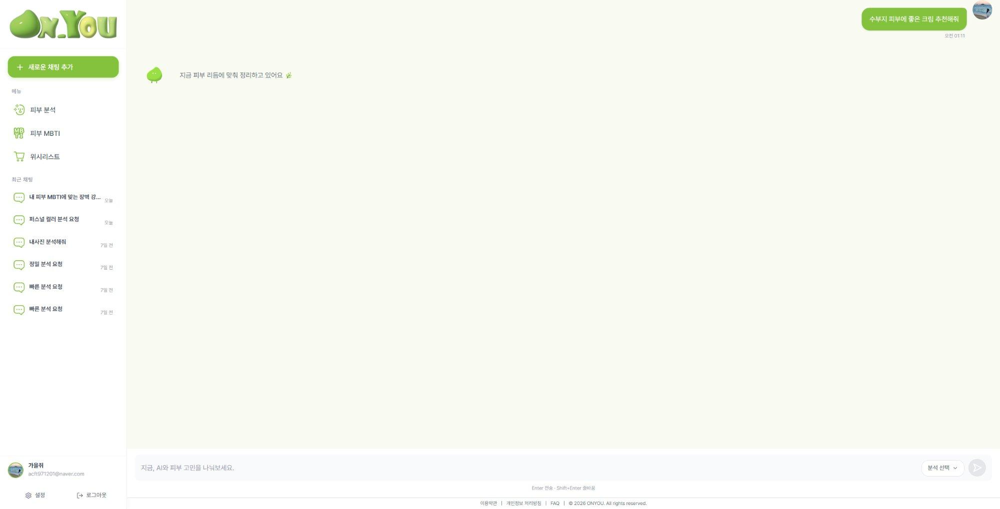 ON_YOU
+ 새로운 채팅 추가
메뉴
피부 분석
MBTI 피부 MBTI
위시리스트
최근 채팅
내 피부 MBTI에 맞는 장벽 강... 오늘
퍼스널 컬러 분석 요청 오늘
내사진 분석해줘 7일 전
정밀 분석 요청 7일 전
빠른 분석 요청 7일 전
빠른 분석 요청 7일 전
가을쥐
acft971201@naver.com
설정 로그아웃
수부지 피부에 좋은 크림 추천해줘
오전 01:11
지금 피부 리듬에 맞춰 정리하고 있어요 🌿
지금, AI와 피부 고민을 나눠보세요.
분석 선택
Enter 전송 · Shift+Enter 줄바꿈
이용약관 | 개인정보 처리방침 | FAQ | © 2026 ONYOU. All rights reserved.